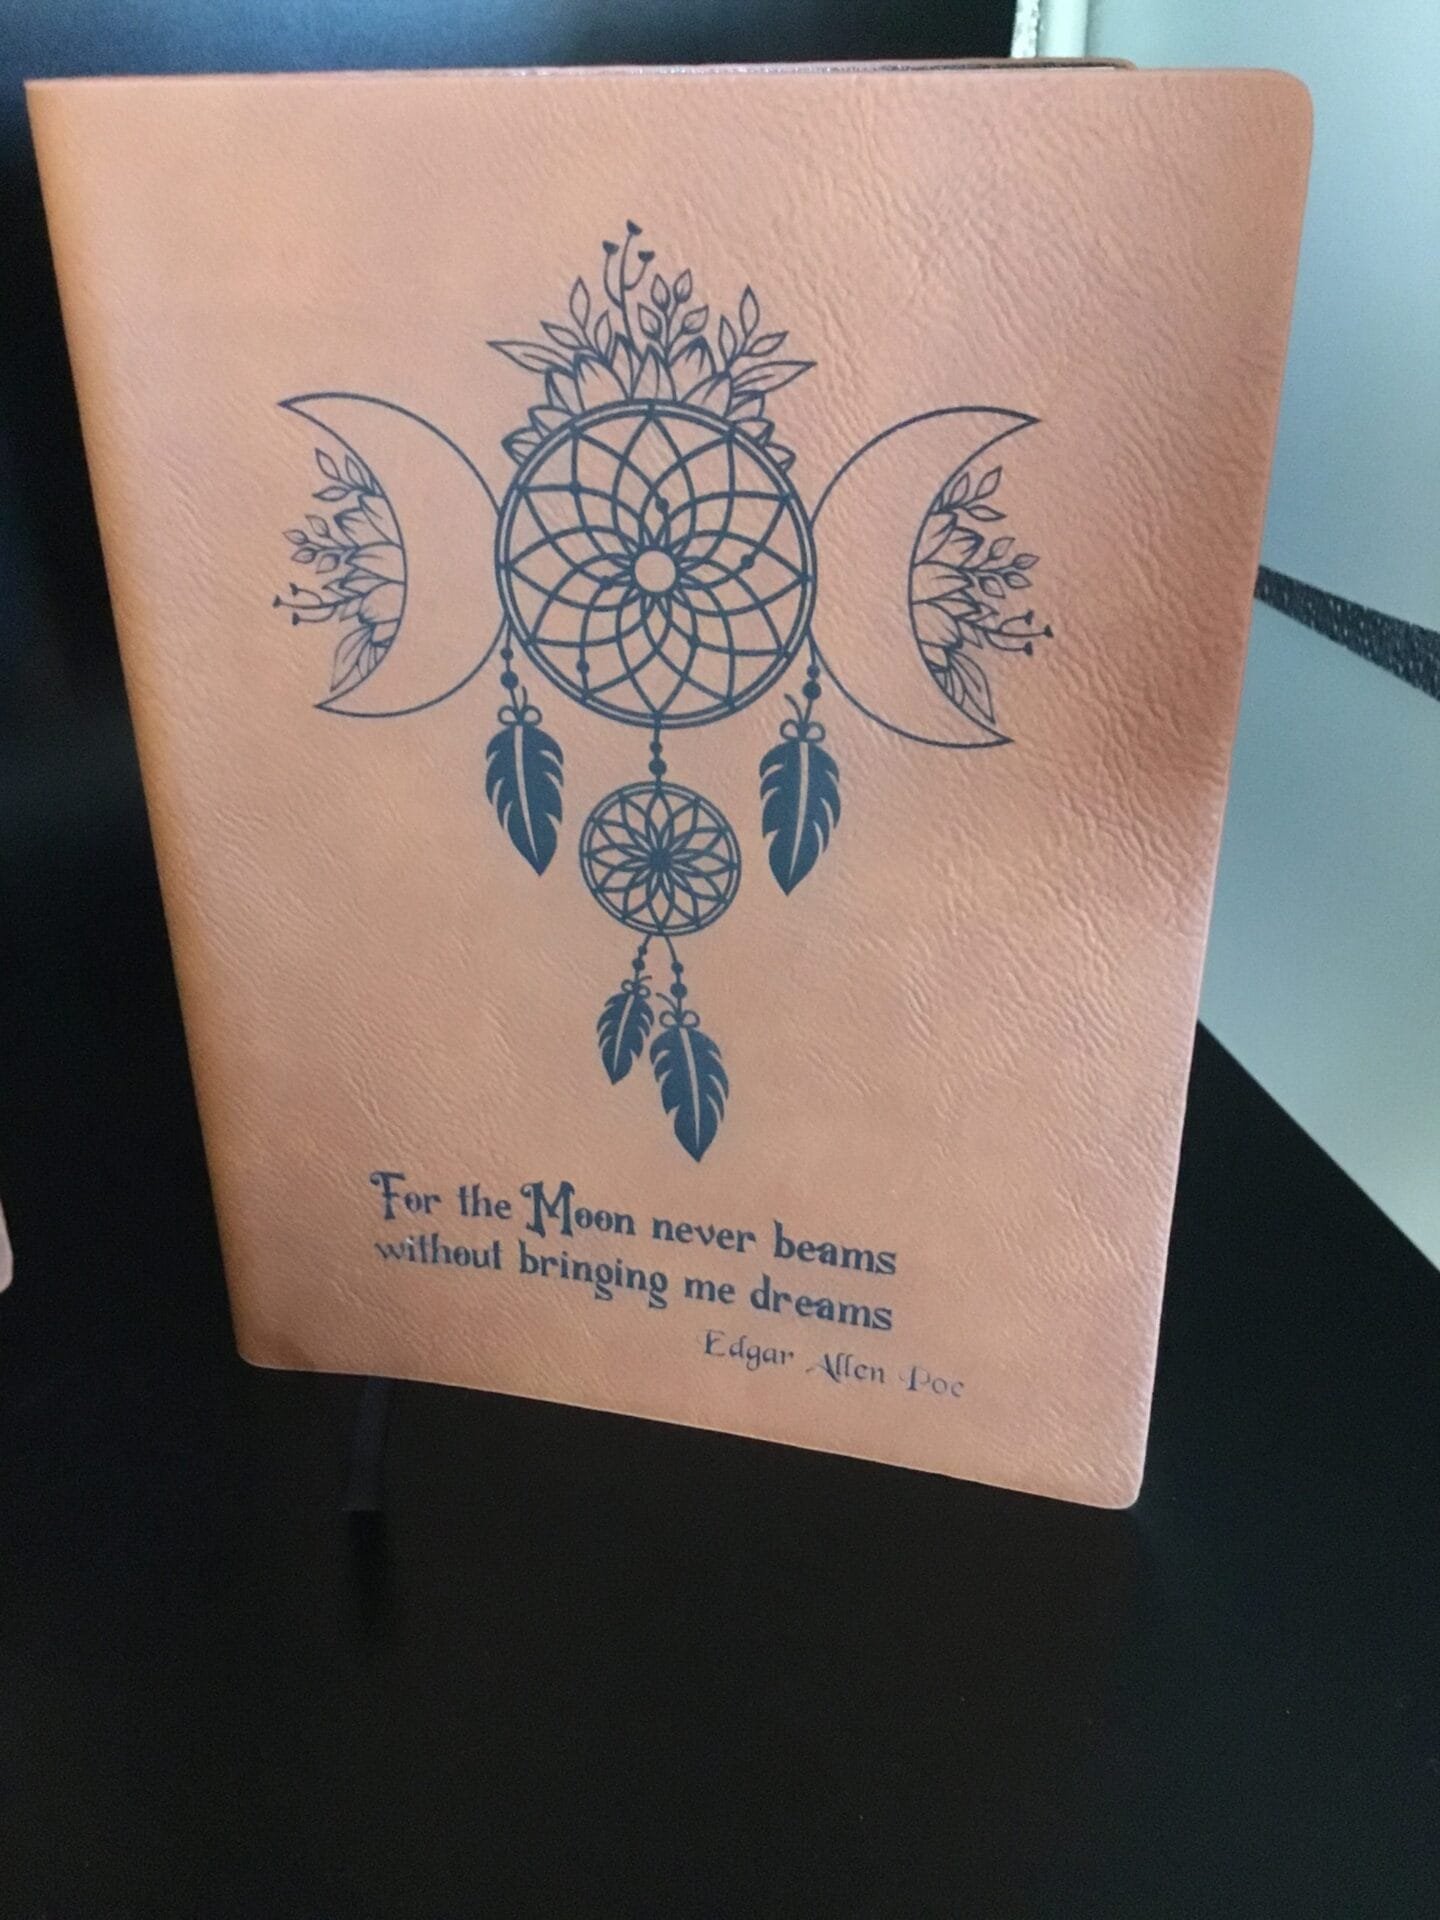 For the Moon never beams
without bringing me dreams
Edgar Allen Poe